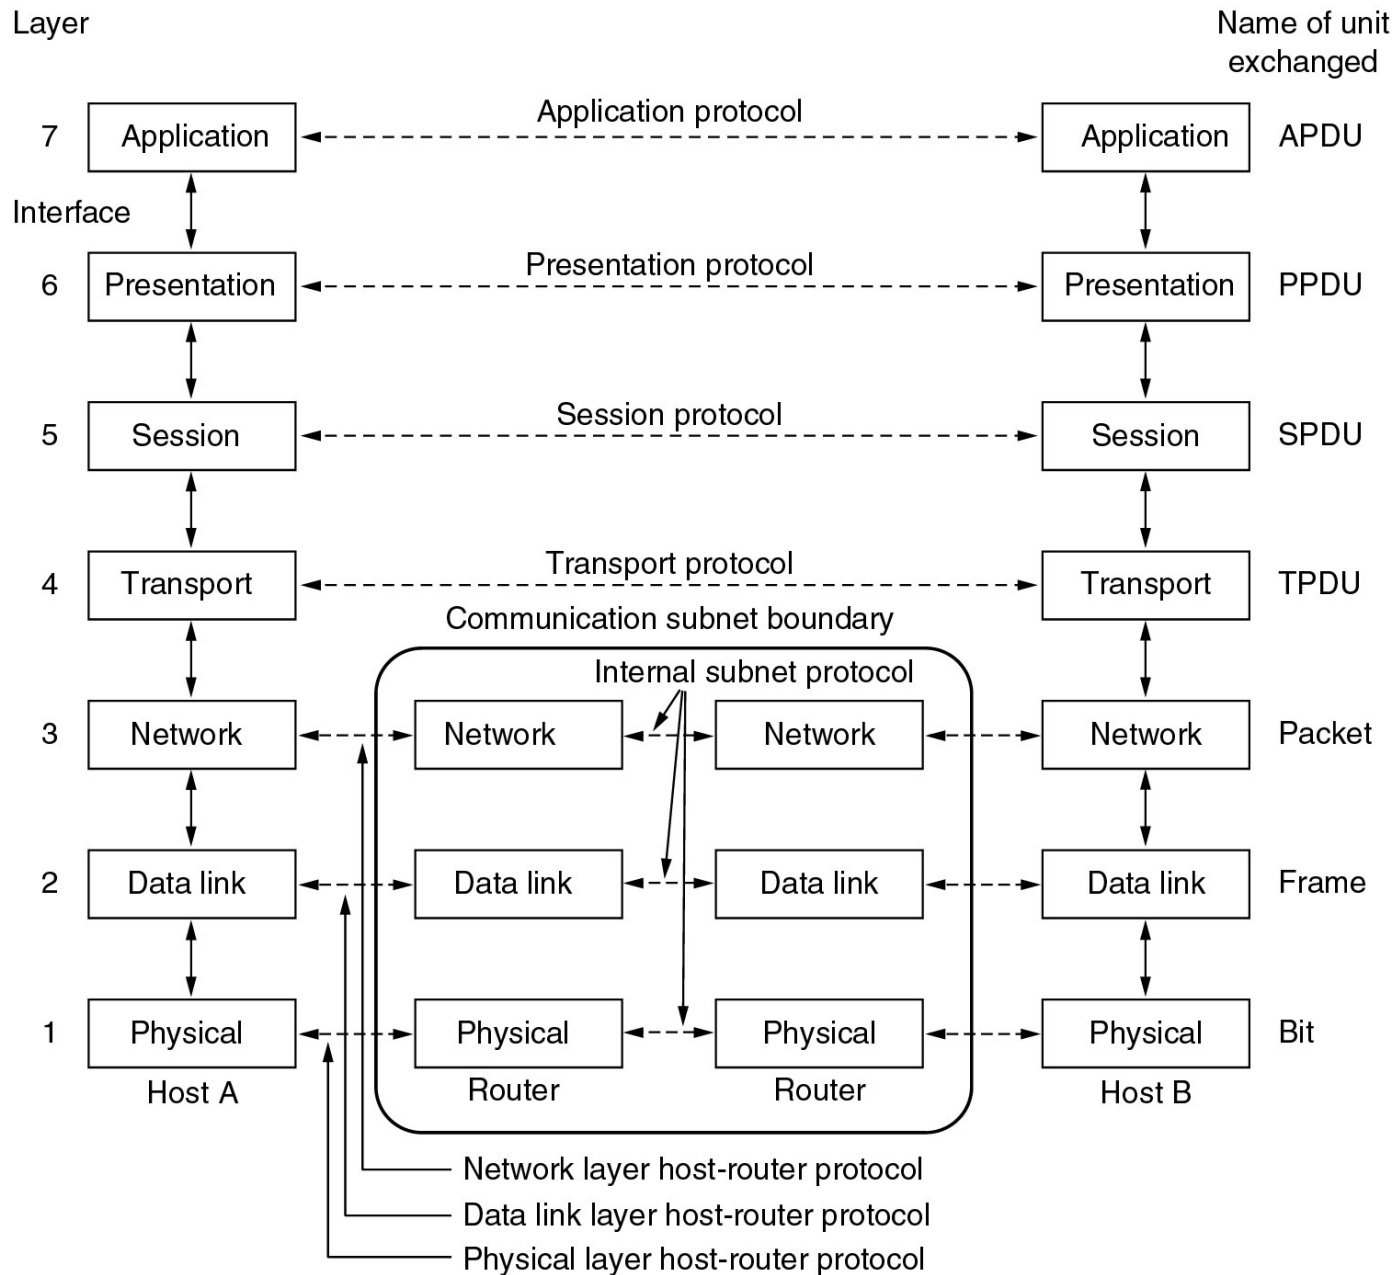 Layer
Name of unit
exchanged
Application protocol
7 Application Application APDU
Interface
Presentation protocol
6 Presentation Presentation PPDU
Session protocol
5 Session Session SPDU
Transport protocol
4 Transport Transport TPDU
Communication subnet boundary
Internal subnet protocol
3 Network Network Network Network Packet
2 Data link Data link Data link Data link Frame
1 Physical Physical Physical Physical Bit
Host A Router Router Host B
Network layer host-router protocol
Data link layer host-router protocol
Physical layer host-router protocol